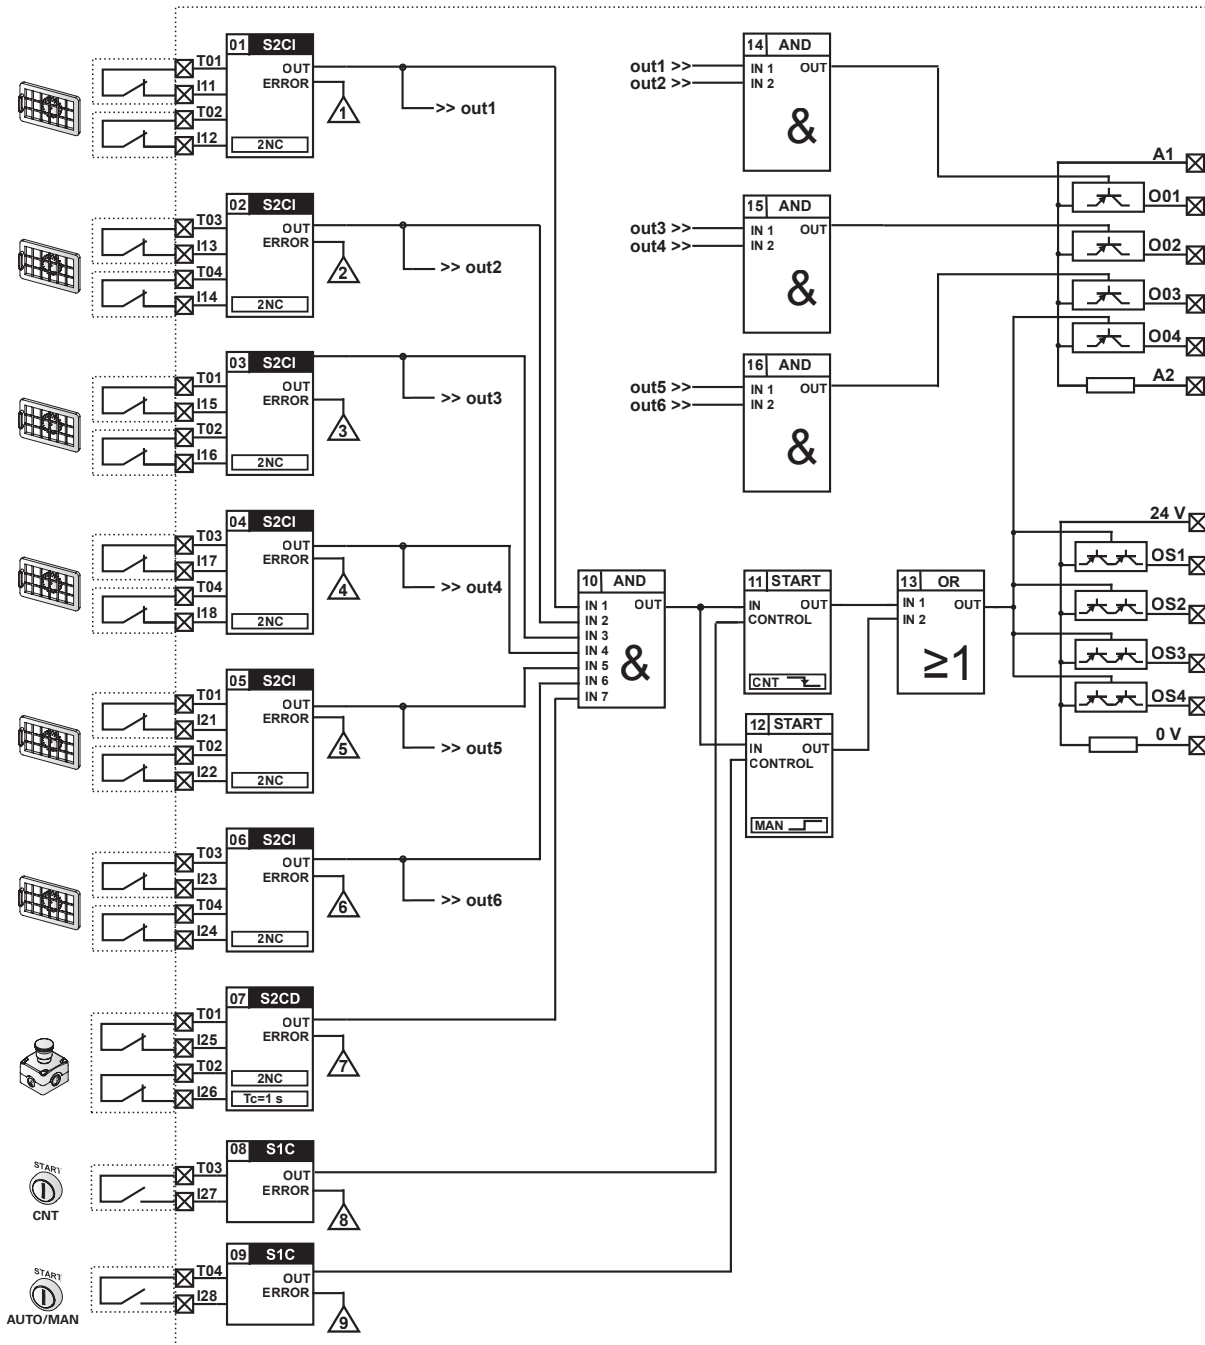 01 S2CI
T01
OUT
I11
ERROR
1
>> out1
T02
I12
2NC
02 S2CI
T03
OUT
I13
ERROR
2
>> out2
T04
I14
2NC
03 S2CI
T01
OUT
I15
ERROR
3
>> out3
T02
I16
2NC
04 S2CI
T03
OUT
I17
ERROR
4
>> out4
T04
I18
2NC
05 S2CI
T01
OUT
I21
ERROR
5
>> out5
T02
I22
2NC
06 S2CI
T03
OUT
I23
ERROR
6
>> out6
T04
I24
2NC
07 S2CD
T01
OUT
I25
ERROR
7
T02
2NC
I26
Tc=1 s
START
CNT
08 S1C
T03
OUT
I27
ERROR
8
START
AUTO/MAN
09 S1C
T04
OUT
I28
ERROR
9
10 AND
IN 1 OUT
IN 2
IN 3
IN 4
IN 5
IN 6
IN 7
&
11 START
IN OUT
CONTROL
CNT
12 START
IN OUT
CONTROL
MAN
13 OR
IN 1 OUT
IN 2
≥1
14 AND
out1 >> IN 1 OUT
out2 >> IN 2
&
15 AND
out3 >> IN 1 OUT
out4 >> IN 2
&
16 AND
out5 >> IN 1 OUT
out6 >> IN 2
&
A1
O01
O02
O03
O04
A2
24 V
OS1
OS2
OS3
OS4
0 V